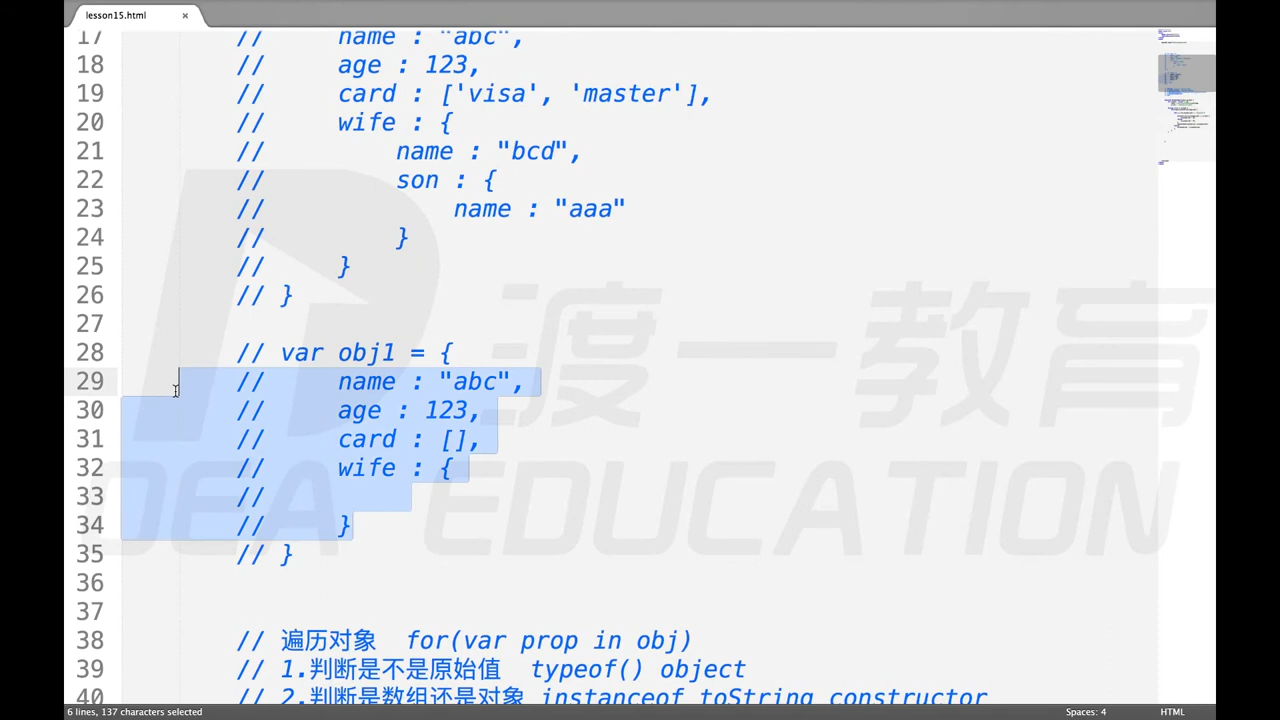 lesson15.html ×
17 // name : "abc",
18 // age : 123,
19 // card : ['visa', 'master'],
20 // wife : {
21 // name : "bcd",
22 // son : {
23 // name : "aaa"
24 // }
25 // }
26 // }
27
28 // var obj1 = {
29 // name : "abc",
30 // age : 123,
31 // card : [],
32 // wife : {
33 //
34 // }
35 // }
36
37
38 // 遍历对象 for(var prop in obj)
39 // 1.判断是不是原始值 typeof() object
40 // 2.判断是数组还是对象 instanceof toString constructor
渡一教育
EDUCATION
6 lines, 137 characters selected
Spaces: 4
HTML